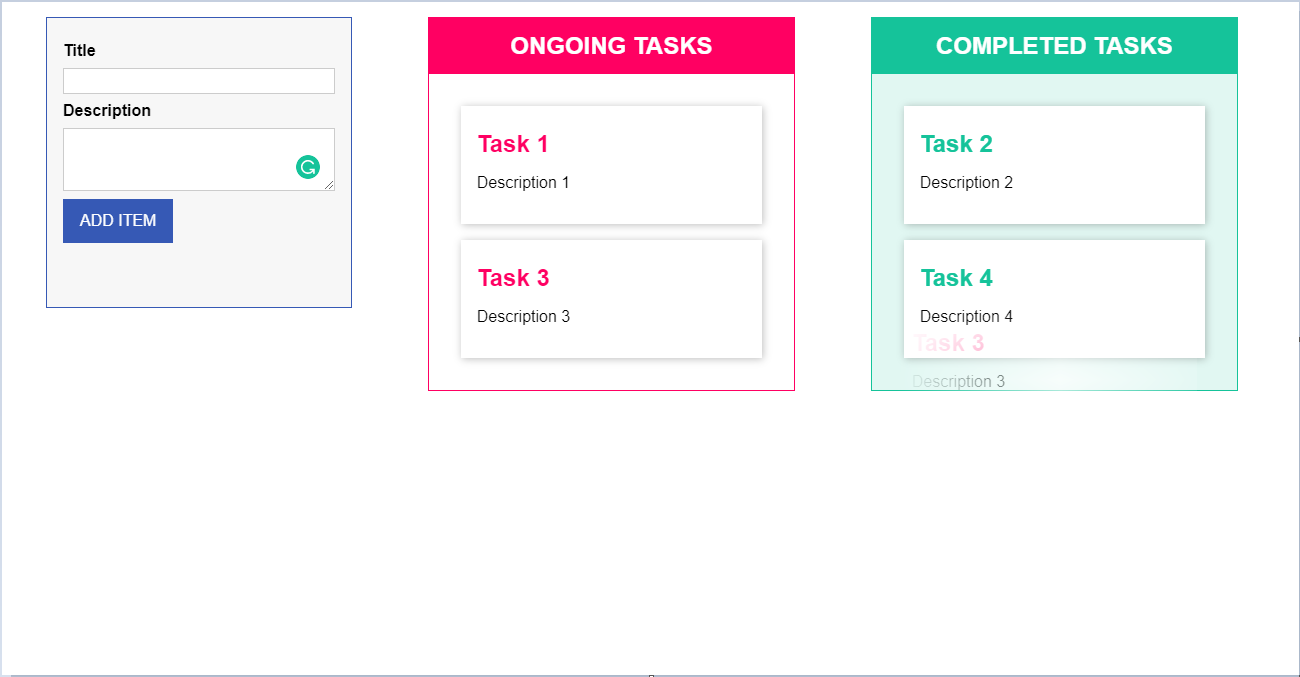 Title
Description
ADD ITEM
ONGOING TASKS
Task 1
Description 1
Task 3
Description 3
COMPLETED TASKS
Task 2
Description 2
Task 4
Description 4
Task 3
Description 3